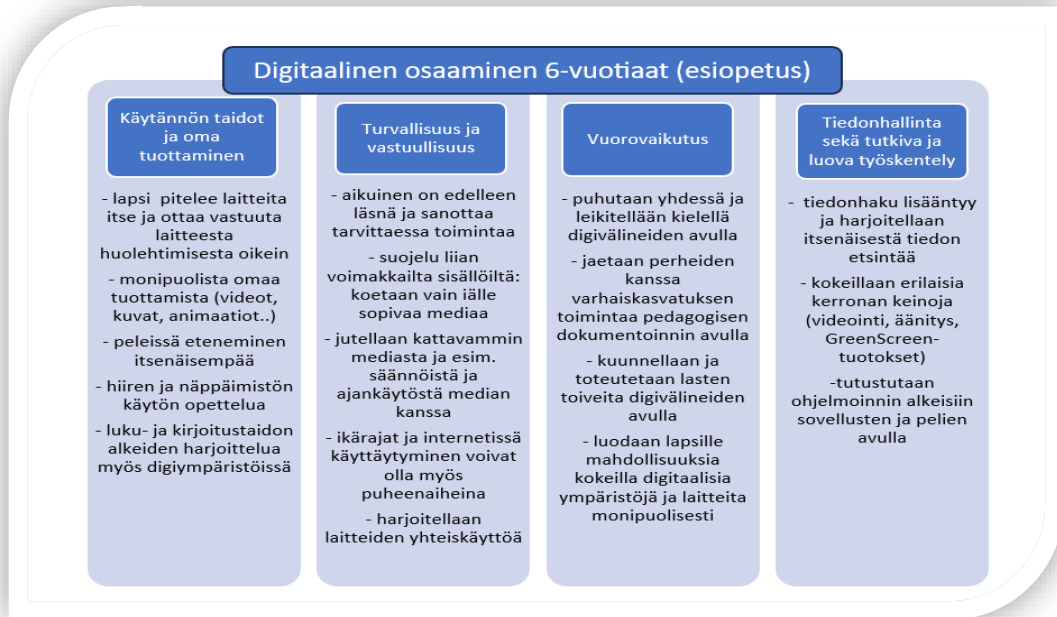 Digitaalinen osaaminen 6-vuotiaat (esiopetus)
Käytännön taidot
ja oma
tuottaminen
- lapsi pitelee laitteita
itse ja ottaa vastuuta
laitteesta
huolehtimisesta oikein
- monipuolista omaa
tuottamista (videot,
kuvat, animaatiot..)
- peleissä eteneminen
itsenäisempää
- hiiren ja näppäimistön
käytön opettelua
- luku- ja kirjoitustaidon
alkeiden harjoittelua
myös digiympäristöissä
Turvallisuus ja
vastuullisuus
- aikuinen on edelleen
läsnä ja sanottaa
tarvittaessa toimintaa
- suojelu liian
voimakkailta sisällöiltä:
koetaan vain iälle
sopivaa mediaa
- jutellaan kattavammin
mediasta ja esim.
säännöistä ja
ajankäytöstä median
kanssa
- ikärajat ja internetissä
käyttäytyminen voivat
olla myös
puheenaiheina
- harjoitellaan
laitteiden yhteiskäyttöä
Vuorovaikutus
- puhutaan yhdessä ja
leikitellään kielellä
digivälineiden avulla
- jaetaan perheiden
kanssa
varhaiskasvatuksen
toimintaa pedagogisen
dokumentoinnin avulla
- kuunnellaan ja
toteutetaan lasten
toiveita digivälineiden
avulla
- luodaan lapsille
mahdollisuuksia
kokeilla digitaalisia
ympäristöjä ja laitteita
monipuolisesti
Tiedonhallinta
sekä tutkiva ja
luova työskentely
- tiedonhaku lisääntyy
ja harjoitellaan
itsenäisestä tiedon
etsintää
- kokeillaan erilaisia
kerronan keinoja
(videointi, äänitys,
GreenScreen-
tuotokset)
-tutustutaan
ohjelmoinnin alkeisiin
sovellusten ja pelien
avulla